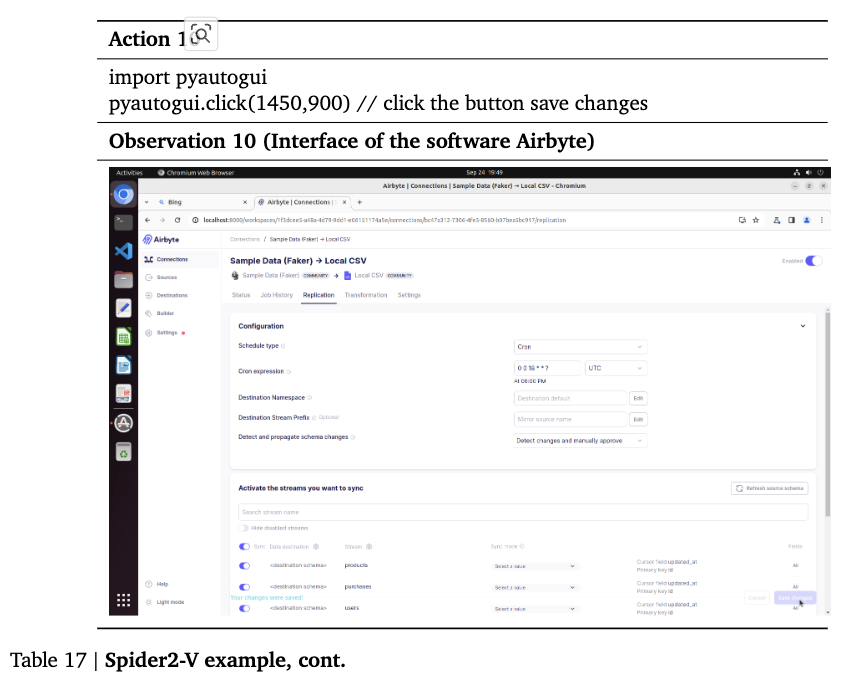 Action 1
import pyautogui
pyautogui.click(1450,900) // click the button save changes
Observation 10 (Interface of the software Airbyte)
Activities Chromium Web Browser Sep 24 19:49
Airbyte | Connections | Sample Data (Faker) → Local CSV - Chromium
Bing × Airbyte | Connections | × +
Airbyte
Connections / Sample Data (Faker) → Local CSV
Connections
Sample Data (Faker) → Local CSV
Enabled
Sources
Sample Data (Faker) COMMUNITY → Local CSV COMMUNITY
Destinations
Status Job History Replication Transformation Settings
Builder
Settings
Configuration
Schedule type
Cron
Cron expression
0 0 18 * * ?
UTC
At 06:00 PM
Destination Namespace
Destination default
Edit
Destination Stream Prefix Optional
Mirror source name
Edit
Detect and propagate schema changes
Detect changes and manually approve
Activate the streams you want to sync
Refresh source schema
Search stream name
Hide disabled streams
Sync Data destination Stream Sync mode Fields
<destination schema> products Select a value Cursor field updated_at All
Primary key id
<destination schema> purchases Select a value Cursor field updated_at All
Primary key id
Your changes were saved!
Cancel Save changes
<destination schema> users Select a value Cursor field updated_at All
Primary key id
Help
Light mode
Table 17 | Spider2-V example, cont.